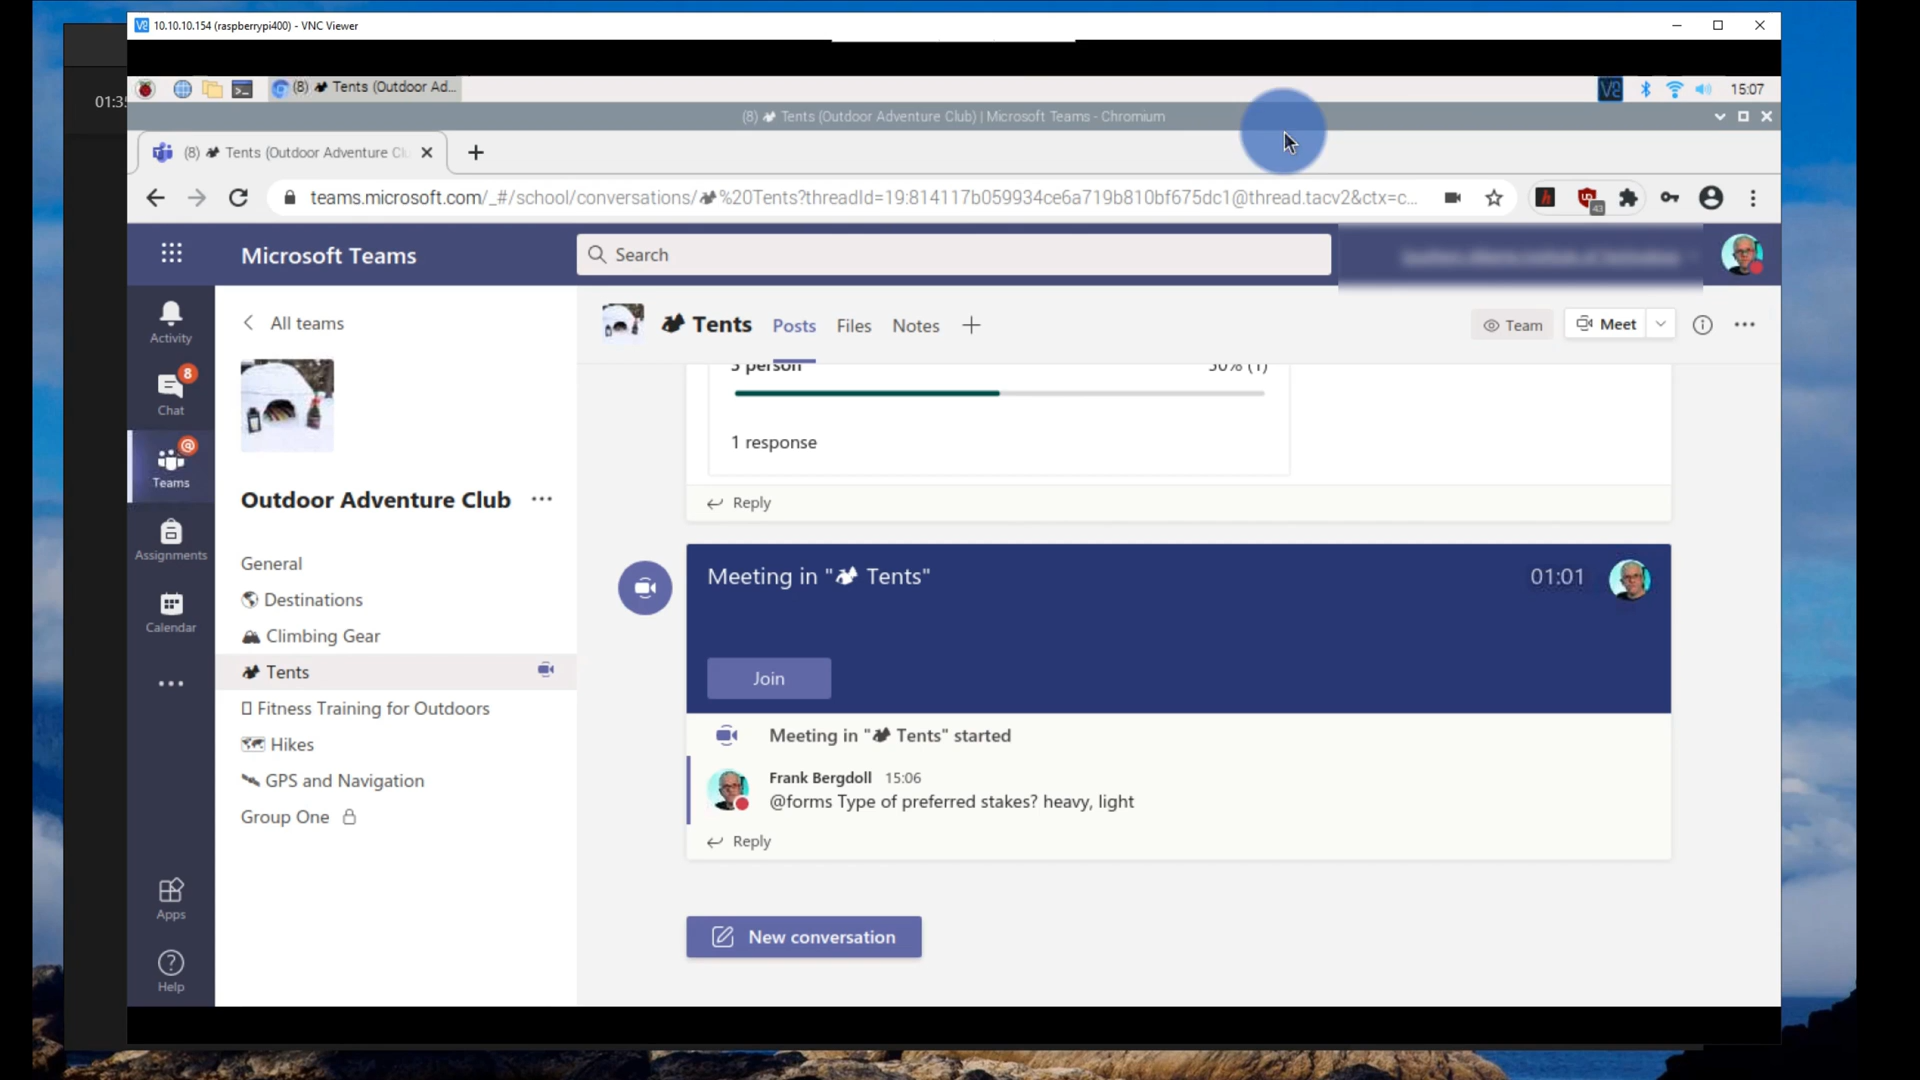 10.10.10.154 (raspberrypi400) - VNC Viewer
01:3
(8) Tents (Outdoor Ad...
15:07
(8) Tents (Outdoor Adventure Club) | Microsoft Teams - Chromium
(8) Tents (Outdoor Adventure Cl
teams.microsoft.com/_#/school/conversations/ %20Tents?threadId=19:814117b059934ce6a719b810bf675dc1@thread.tacv2&ctx=c...
43
Microsoft Teams
Search
Activity
8
Chat
@
Teams
Assignments
Calendar
Apps
Help
All teams
Outdoor Adventure Club
General
Destinations
Climbing Gear
Tents
Fitness Training for Outdoors
Hikes
GPS and Navigation
Group One
Tents
Posts
Files
Notes
Team
Meet
3 person
50% (1)
1 response
Reply
Meeting in " Tents"
01:01
Join
Meeting in " Tents" started
Frank Bergdoll 15:06
@forms Type of preferred stakes? heavy, light
Reply
New conversation